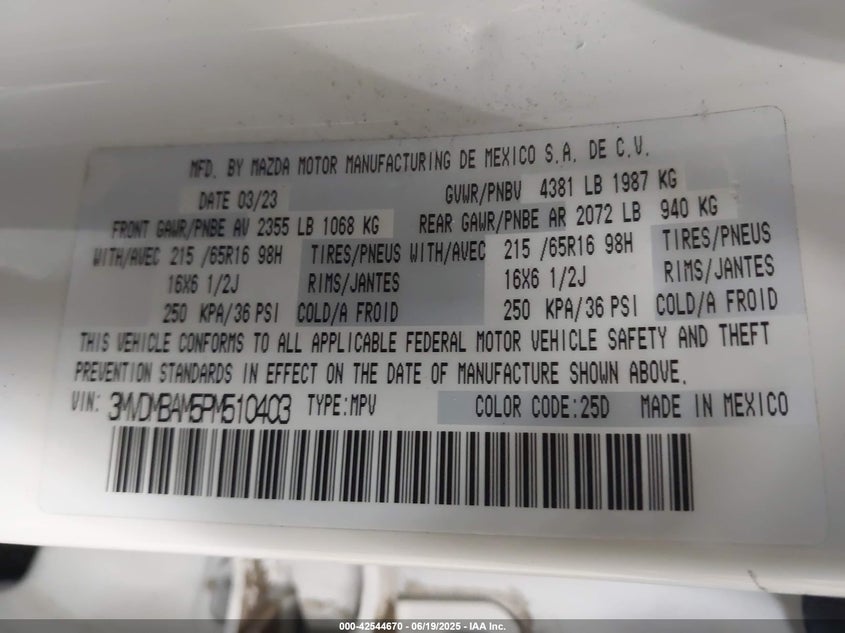 MFD. BY MAZDA MOTOR MANUFACTURING DE MEXICO S.A. DE C.V.
DATE 03/23 GVWR/PNBV 4381 LB 1987 KG
FRONT GAWR/PNBE AV 2355 LB 1068 KG REAR GAWR/PNBE AR 2072 LB 940 KG
WITH/AVEC 215 /65R16 98H TIRES/PNEUS WITH/AVEC 215 /65R16 98H TIRES/PNEUS
16X6 1/2J RIMS/JANTES 16X6 1/2J RIMS/JANTES
250 KPA/36 PSI COLD/A FROID 250 KPA/36 PSI COLD/A FROID
THIS VEHICLE CONFORMS TO ALL APPLICABLE FEDERAL MOTOR VEHICLE SAFETY AND THEFT
PREVENTION STANDARDS IN EFFECT ON THE DATE OF MANUFACTURE SHOWN ABOVE.
VIN: 3MVDMBAM5PM510403 TYPE:MPV COLOR CODE:25D MADE IN MEXICO
000-42544670 - 06/19/2025 - IAA Inc.